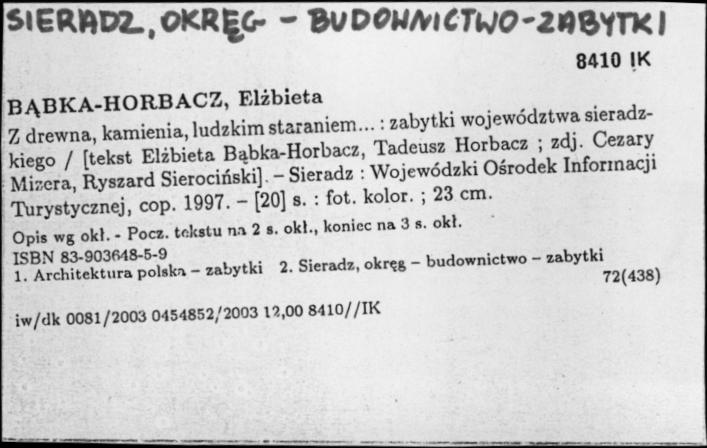 SIERADZ, OKRĘG - BUDOWNICTWO-ZABYTKI
8410 IK
BĄBKA-HORBACZ, Elżbieta
Z drewna, kamienia, ludzkim staraniem... : zabytki województwa sieradz-
kiego / [tekst Elżbieta Bąbka-Horbacz, Tadeusz Horbacz ; zdj. Cezary
Mizera, Ryszard Sierociński]. – Sieradz : Wojewódzki Ośrodek Informacji
Turystycznej, cop. 1997. – [20] s. : fot. kolor. ; 23 cm.
Opis wg okł. - Pocz. tekstu na 2 s. okł., koniec na 3 s. okł.
ISBN 83-903648-5-9
1. Architektura polska – zabytki 2. Sieradz, okręg – budownictwo – zabytki
72(438)
iw/dk 0081/2003 0454852/2003 12,00 8410//IK